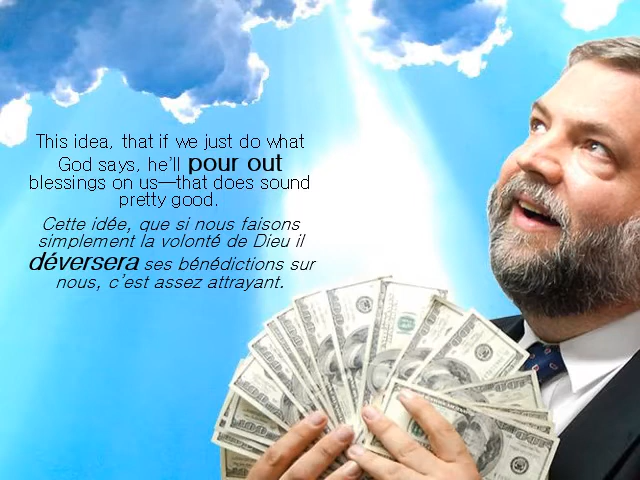 This idea, that if we just do what
God says, he'll pour out
blessings on us—that does sound
pretty good.
Cette idée, que si nous faisons
simplement la volonté de Dieu il
déversera ses bénédictions sur
nous, c'est assez attrayant.